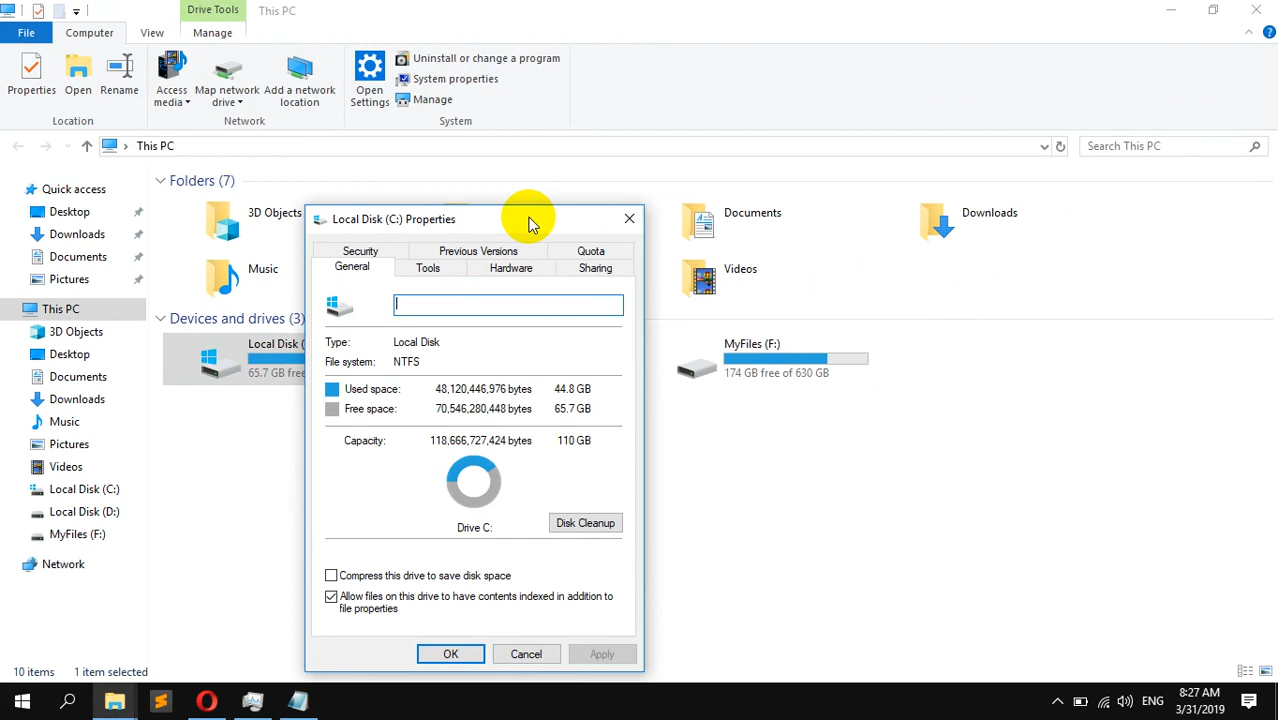 Drive Tools
This PC
File
Computer
View
Manage
Properties
Open
Rename
Access
media
Map network
drive
Add a network
location
Open
Settings
Uninstall or change a program
System properties
Manage
Location
Network
System
This PC
Search This PC
Quick access
Desktop
Downloads
Documents
Pictures
This PC
3D Objects
Desktop
Documents
Downloads
Music
Pictures
Videos
Local Disk (C:)
Local Disk (D:)
MyFiles (F:)
Network
Folders (7)
3D Objects
Documents
Downloads
Music
Videos
Devices and drives (3)
Local Disk (
65.7 GB free
MyFiles (F:)
174 GB free of 630 GB
Local Disk (C:) Properties
Security
Previous Versions
Quota
General
Tools
Hardware
Sharing
Type: Local Disk
File system: NTFS
Used space: 48,120,446,976 bytes 44.8 GB
Free space: 70,546,280,448 bytes 65.7 GB
Capacity: 118,666,727,424 bytes 110 GB
Drive C:
Disk Cleanup
Compress this drive to save disk space
Allow files on this drive to have contents indexed in addition to
file properties
OK
Cancel
Apply
10 items
1 item selected
ENG
8:27 AM
3/31/2019